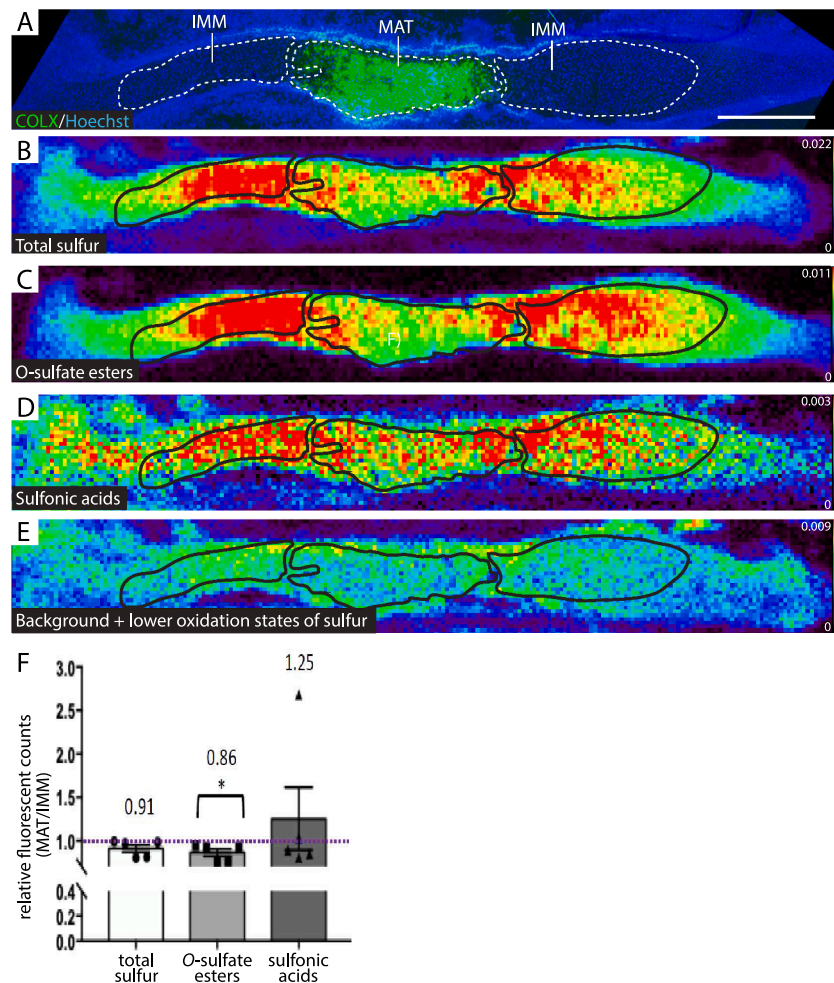 A
IMM
MAT
IMM
COLX/Hoechst
B
0.022
Total sulfur
0
C
0.011
F)
O-sulfate esters
0
D
0.003
Sulfonic acids
0
E
0.009
Background + lower oxidation states of sulfur
0
F
relative fluorescent counts
(MAT/IMM)
3.0
2.5
2.0
1.5
1.0
0.4
0.2
0.0
0.91
0.86
*
1.25
total
sulfur
O-sulfate
esters
sulfonic
acids